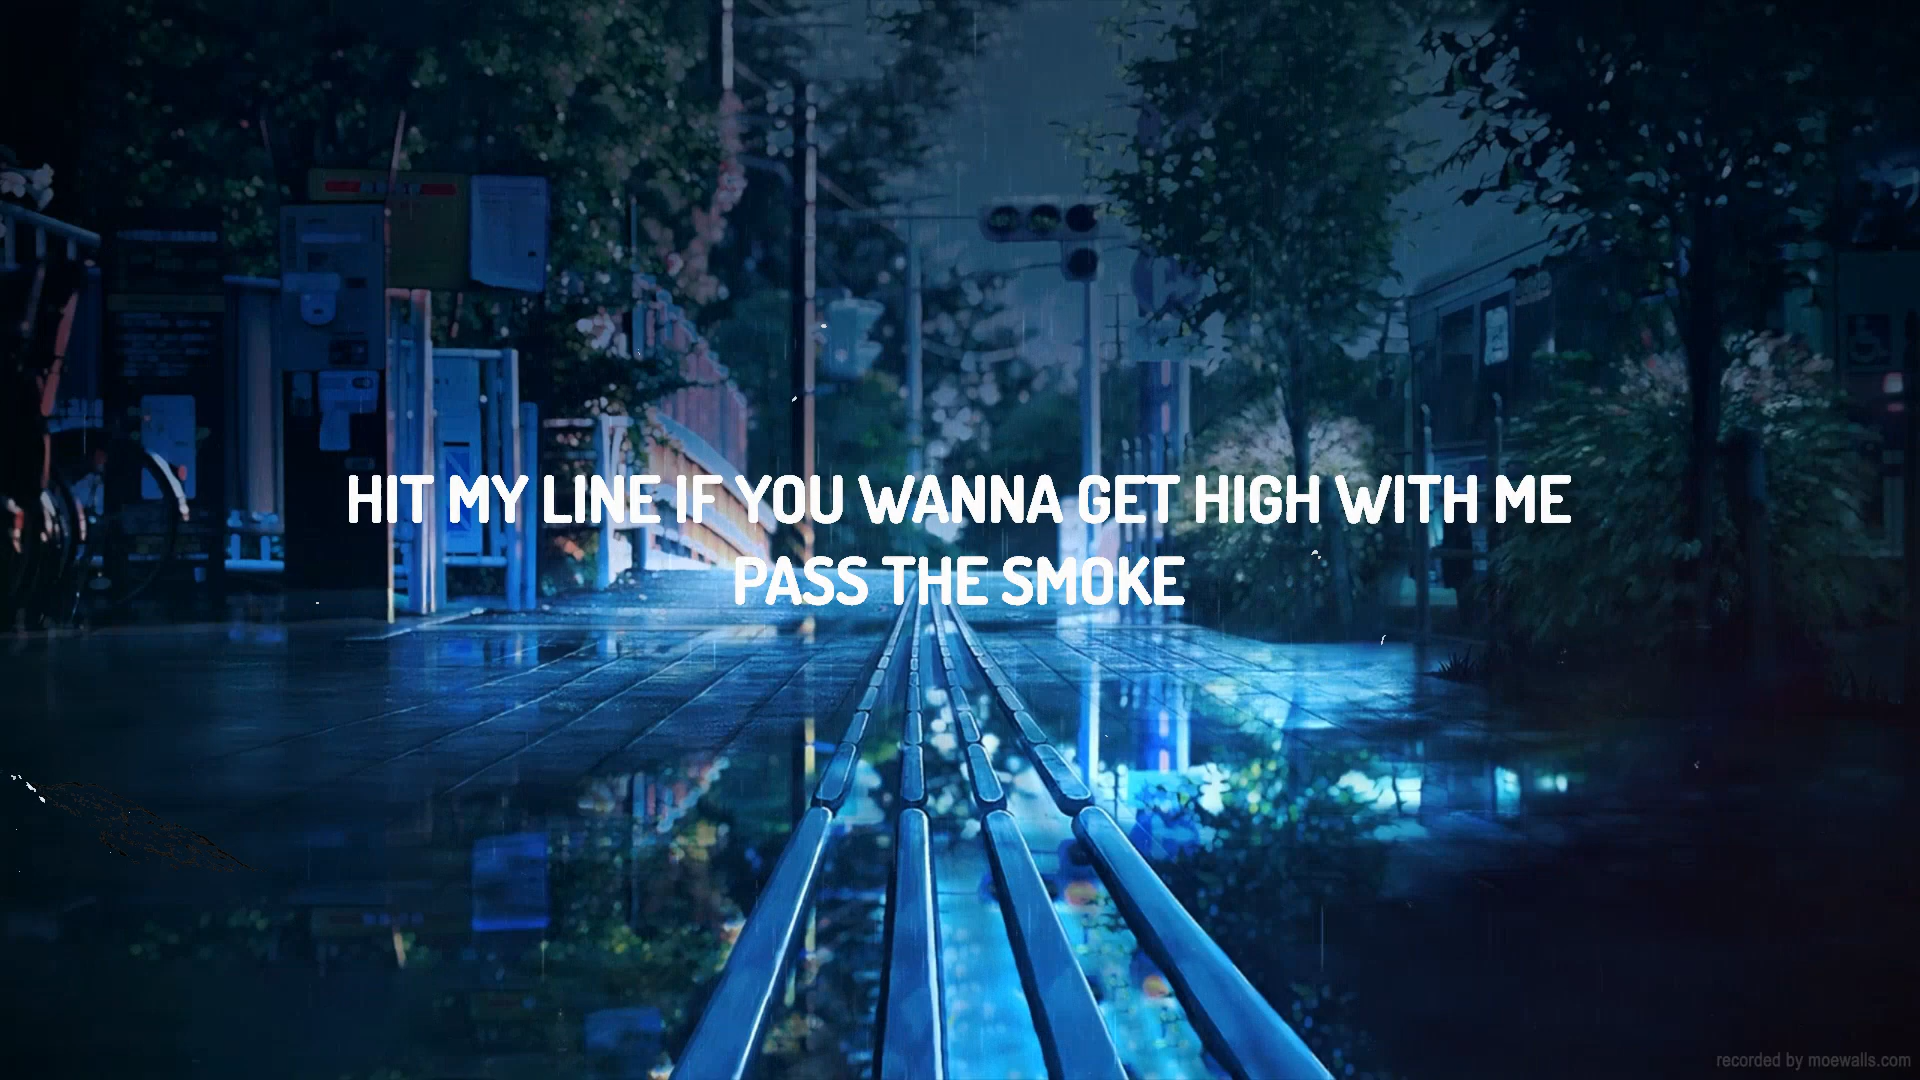 HIT MY LINE IF YOU WANNA GET HIGH WITH ME
PASS THE SMOKE
recorded by moewalls.com